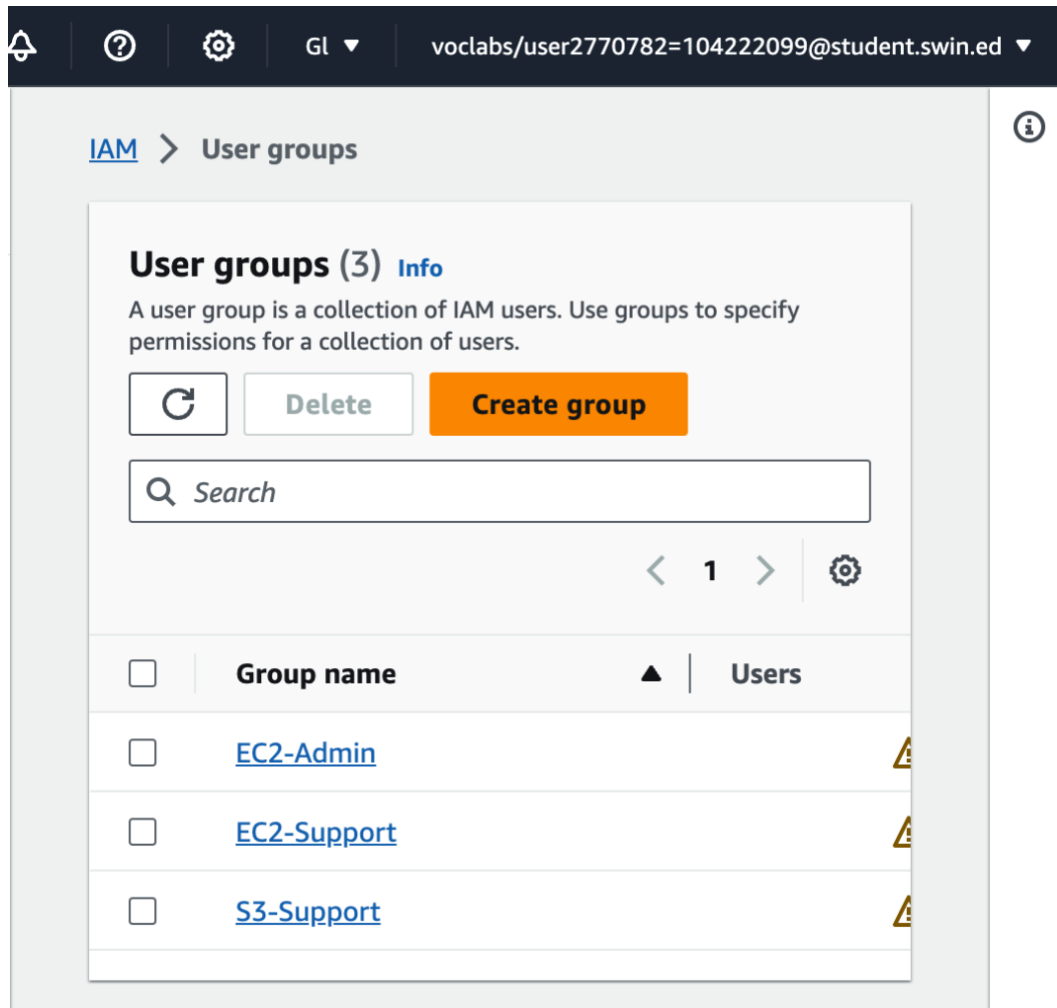 Gl voclabs/user2770782=104222099@student.swin.ed
IAM > User groups
User groups (3) Info
A user group is a collection of IAM users. Use groups to specify
permissions for a collection of users.
Delete Create group
Search
1
Group name Users
EC2-Admin
EC2-Support
S3-Support